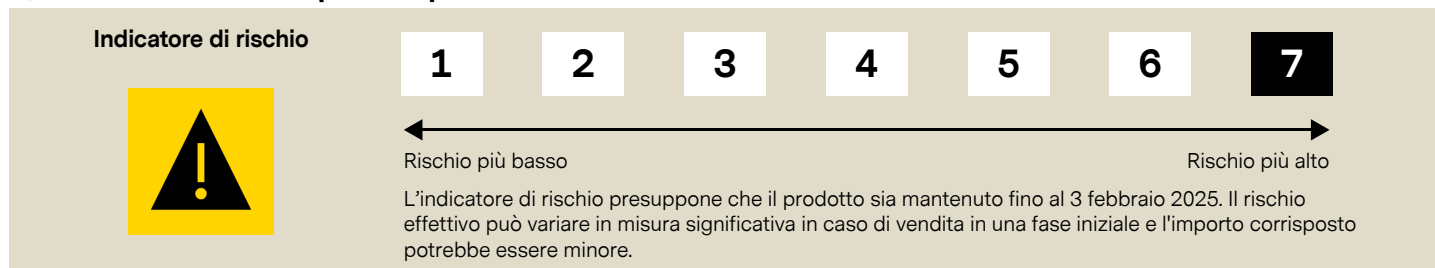 Indicatore di rischio
1 2 3 4 5 6 7
Rischio più basso Rischio più alto
L'indicatore di rischio presuppone che il prodotto sia mantenuto fino al 3 febbraio 2025. Il rischio
effettivo può variare in misura significativa in caso di vendita in una fase iniziale e l'importo corrisposto
potrebbe essere minore.